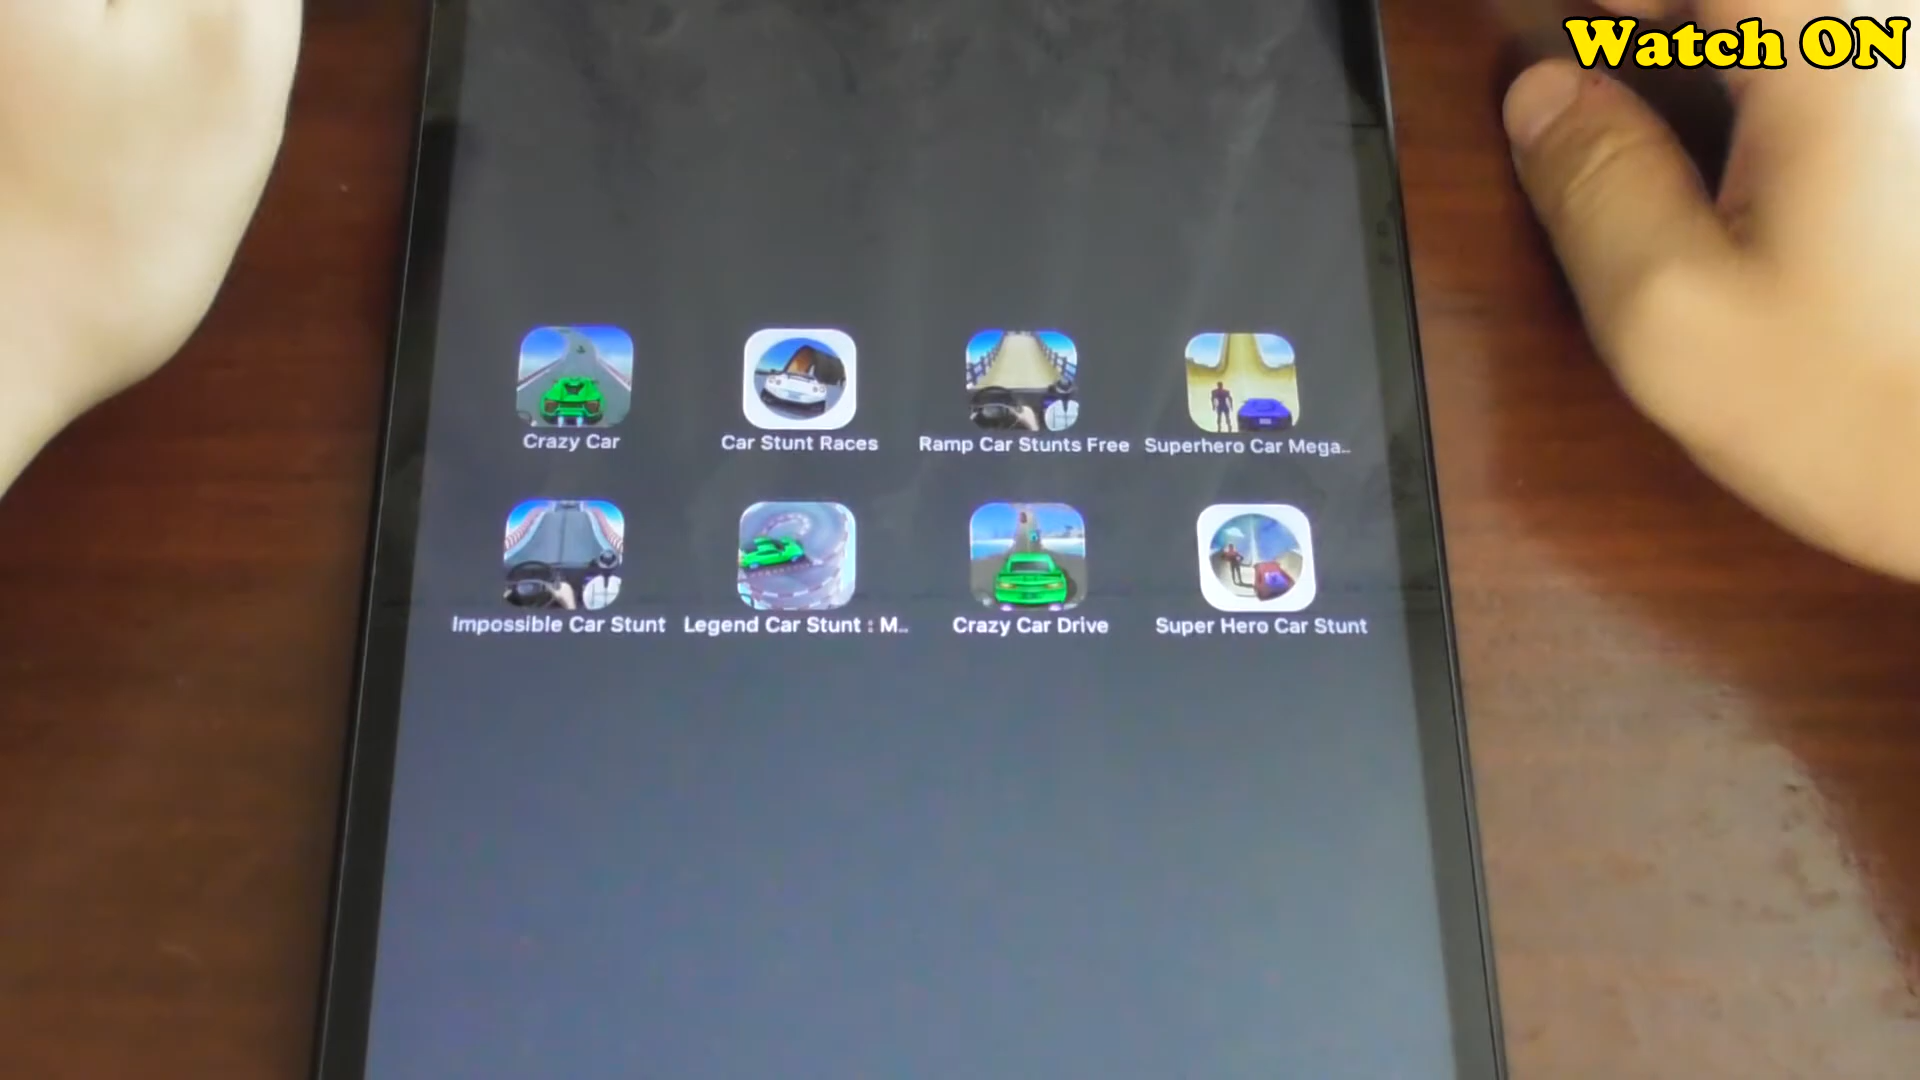 Watch ON
Crazy Car
Car Stunt Races
Ramp Car Stunts Free
Superhero Car Mega...
Impossible Car Stunt
Legend Car Stunt : M...
Crazy Car Drive
Super Hero Car Stunt